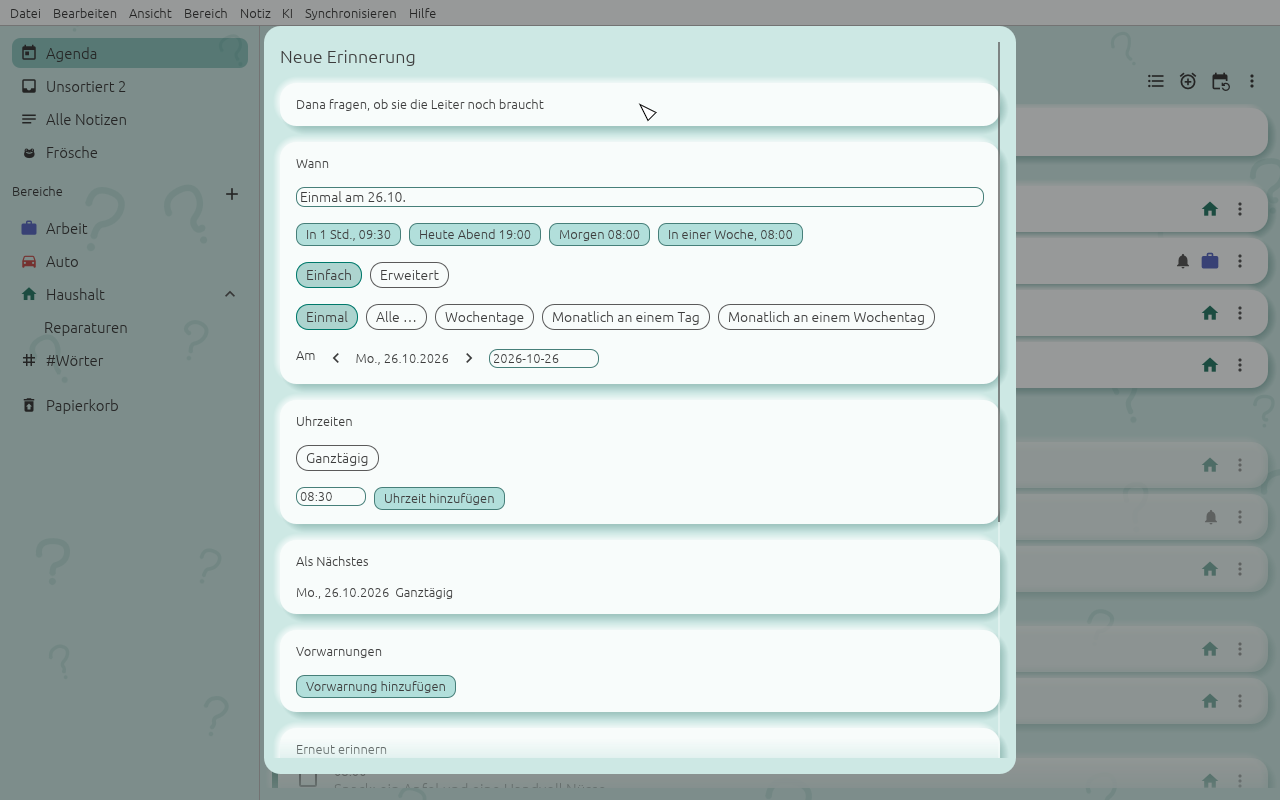 Datei Bearbeiten Ansicht Bereich Notiz KI Synchronisieren Hilfe
Agenda
Unsortiert 2
Alle Notizen
Frösche
Bereiche
Arbeit
Auto
Haushalt
Reparaturen
#Wörter
Papierkorb
Neue Erinnerung
Dana fragen, ob sie die Leiter noch braucht
Wann
Einmal am 26.10.
In 1 Std., 09:30 Heute Abend 19:00 Morgen 08:00 In einer Woche, 08:00
Einfach Erweitert
Einmal Alle … Wochentage Monatlich an einem Tag Monatlich an einem Wochentag
Am Mo., 26.10.2026 2026-10-26
Uhrzeiten
Ganztägig
08:30 Uhrzeit hinzufügen
Als Nächstes
Mo., 26.10.2026 Ganztägig
Vorwarnungen
Vorwarnung hinzufügen
Erneut erinnern